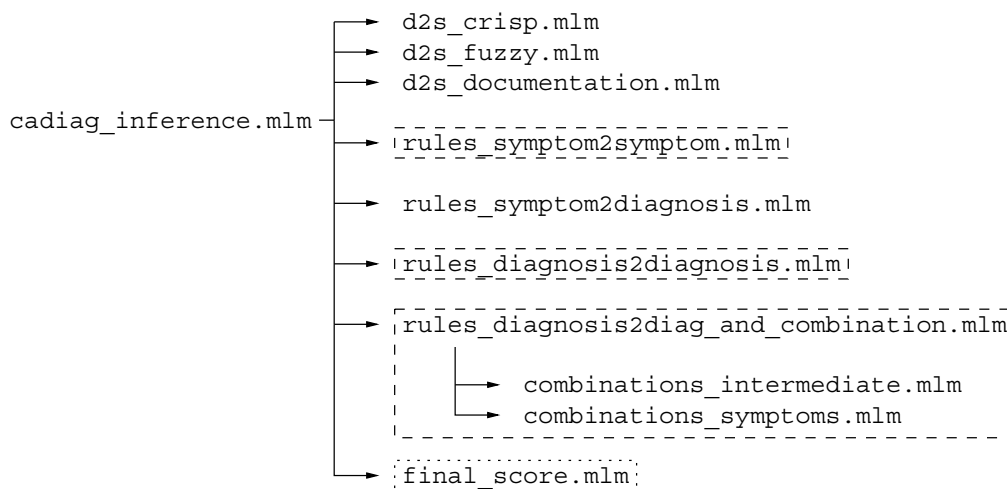 d2s_crisp.mlm
d2s_fuzzy.mlm
d2s_documentation.mlm
cadiag_inference.mlm
rules_symptom2symptom.mlm
rules_symptom2diagnosis.mlm
rules_diagnosis2diagnosis.mlm
rules_diagnosis2diag_and_combination.mlm
combinations_intermediate.mlm
combinations_symptoms.mlm
final_score.mlm